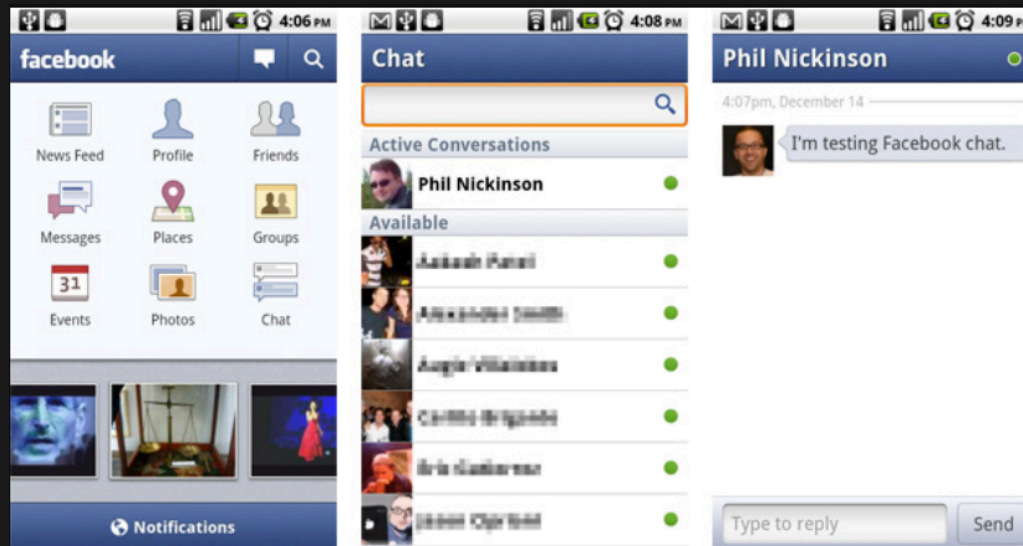 4:06 PM
facebook
News Feed
Profile
Friends
Messages
Places
Groups
31
Events
Photos
Chat
Notifications
4:08 PM
Chat
Active Conversations
Phil Nickinson
Available
4:09
Phil Nickinson
4:07pm, December 14
I'm testing Facebook chat.
Type to reply
Send